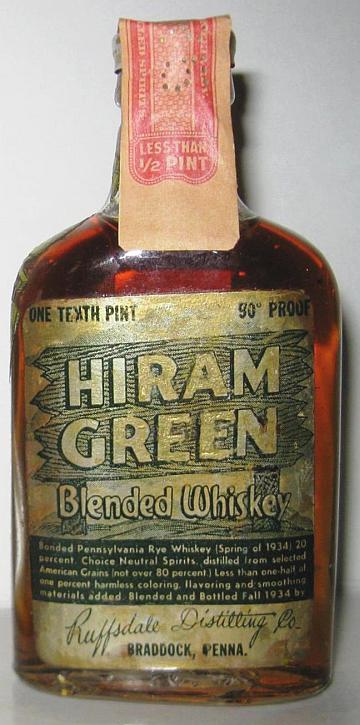 LESS THAN
1/2 PINT
ONE TENTH PINT 90° PROOF
HIRAM
GREEN
Blended Whiskey
Bonded Pennsylvania Rye Whiskey (Spring of 1934) 20
percent. Choice Neutral Spirits, distilled from selected
American Grains (not over 80 percent.) Less than one-half of
one percent harmless coloring, flavoring and smoothing
materials added. Blended and Bottled Fall 1934 by
Ruffsdale Distilling Co.
BRADDOCK, PENNA.